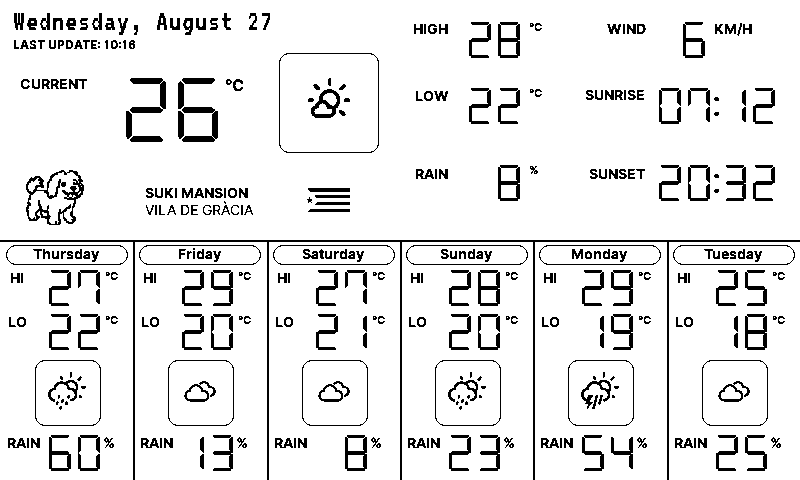 Wednesday, August 27
LAST UPDATE: 10:16
CURRENT 26 °C
SUKI MANSION
VILA DE GRÀCIA
HIGH 28 °C
LOW 22 °C
RAIN 8 %
WIND 6 KM/H
SUNRISE 07:12
SUNSET 20:32
Thursday
HI 27 °C
LO 22 °C
RAIN 60 %
Friday
HI 29 °C
LO 20 °C
RAIN 13 %
Saturday
HI 27 °C
LO 21 °C
RAIN 8 %
Sunday
HI 28 °C
LO 20 °C
RAIN 23 %
Monday
HI 29 °C
LO 19 °C
RAIN 54 %
Tuesday
HI 25 °C
LO 18 °C
RAIN 25 %